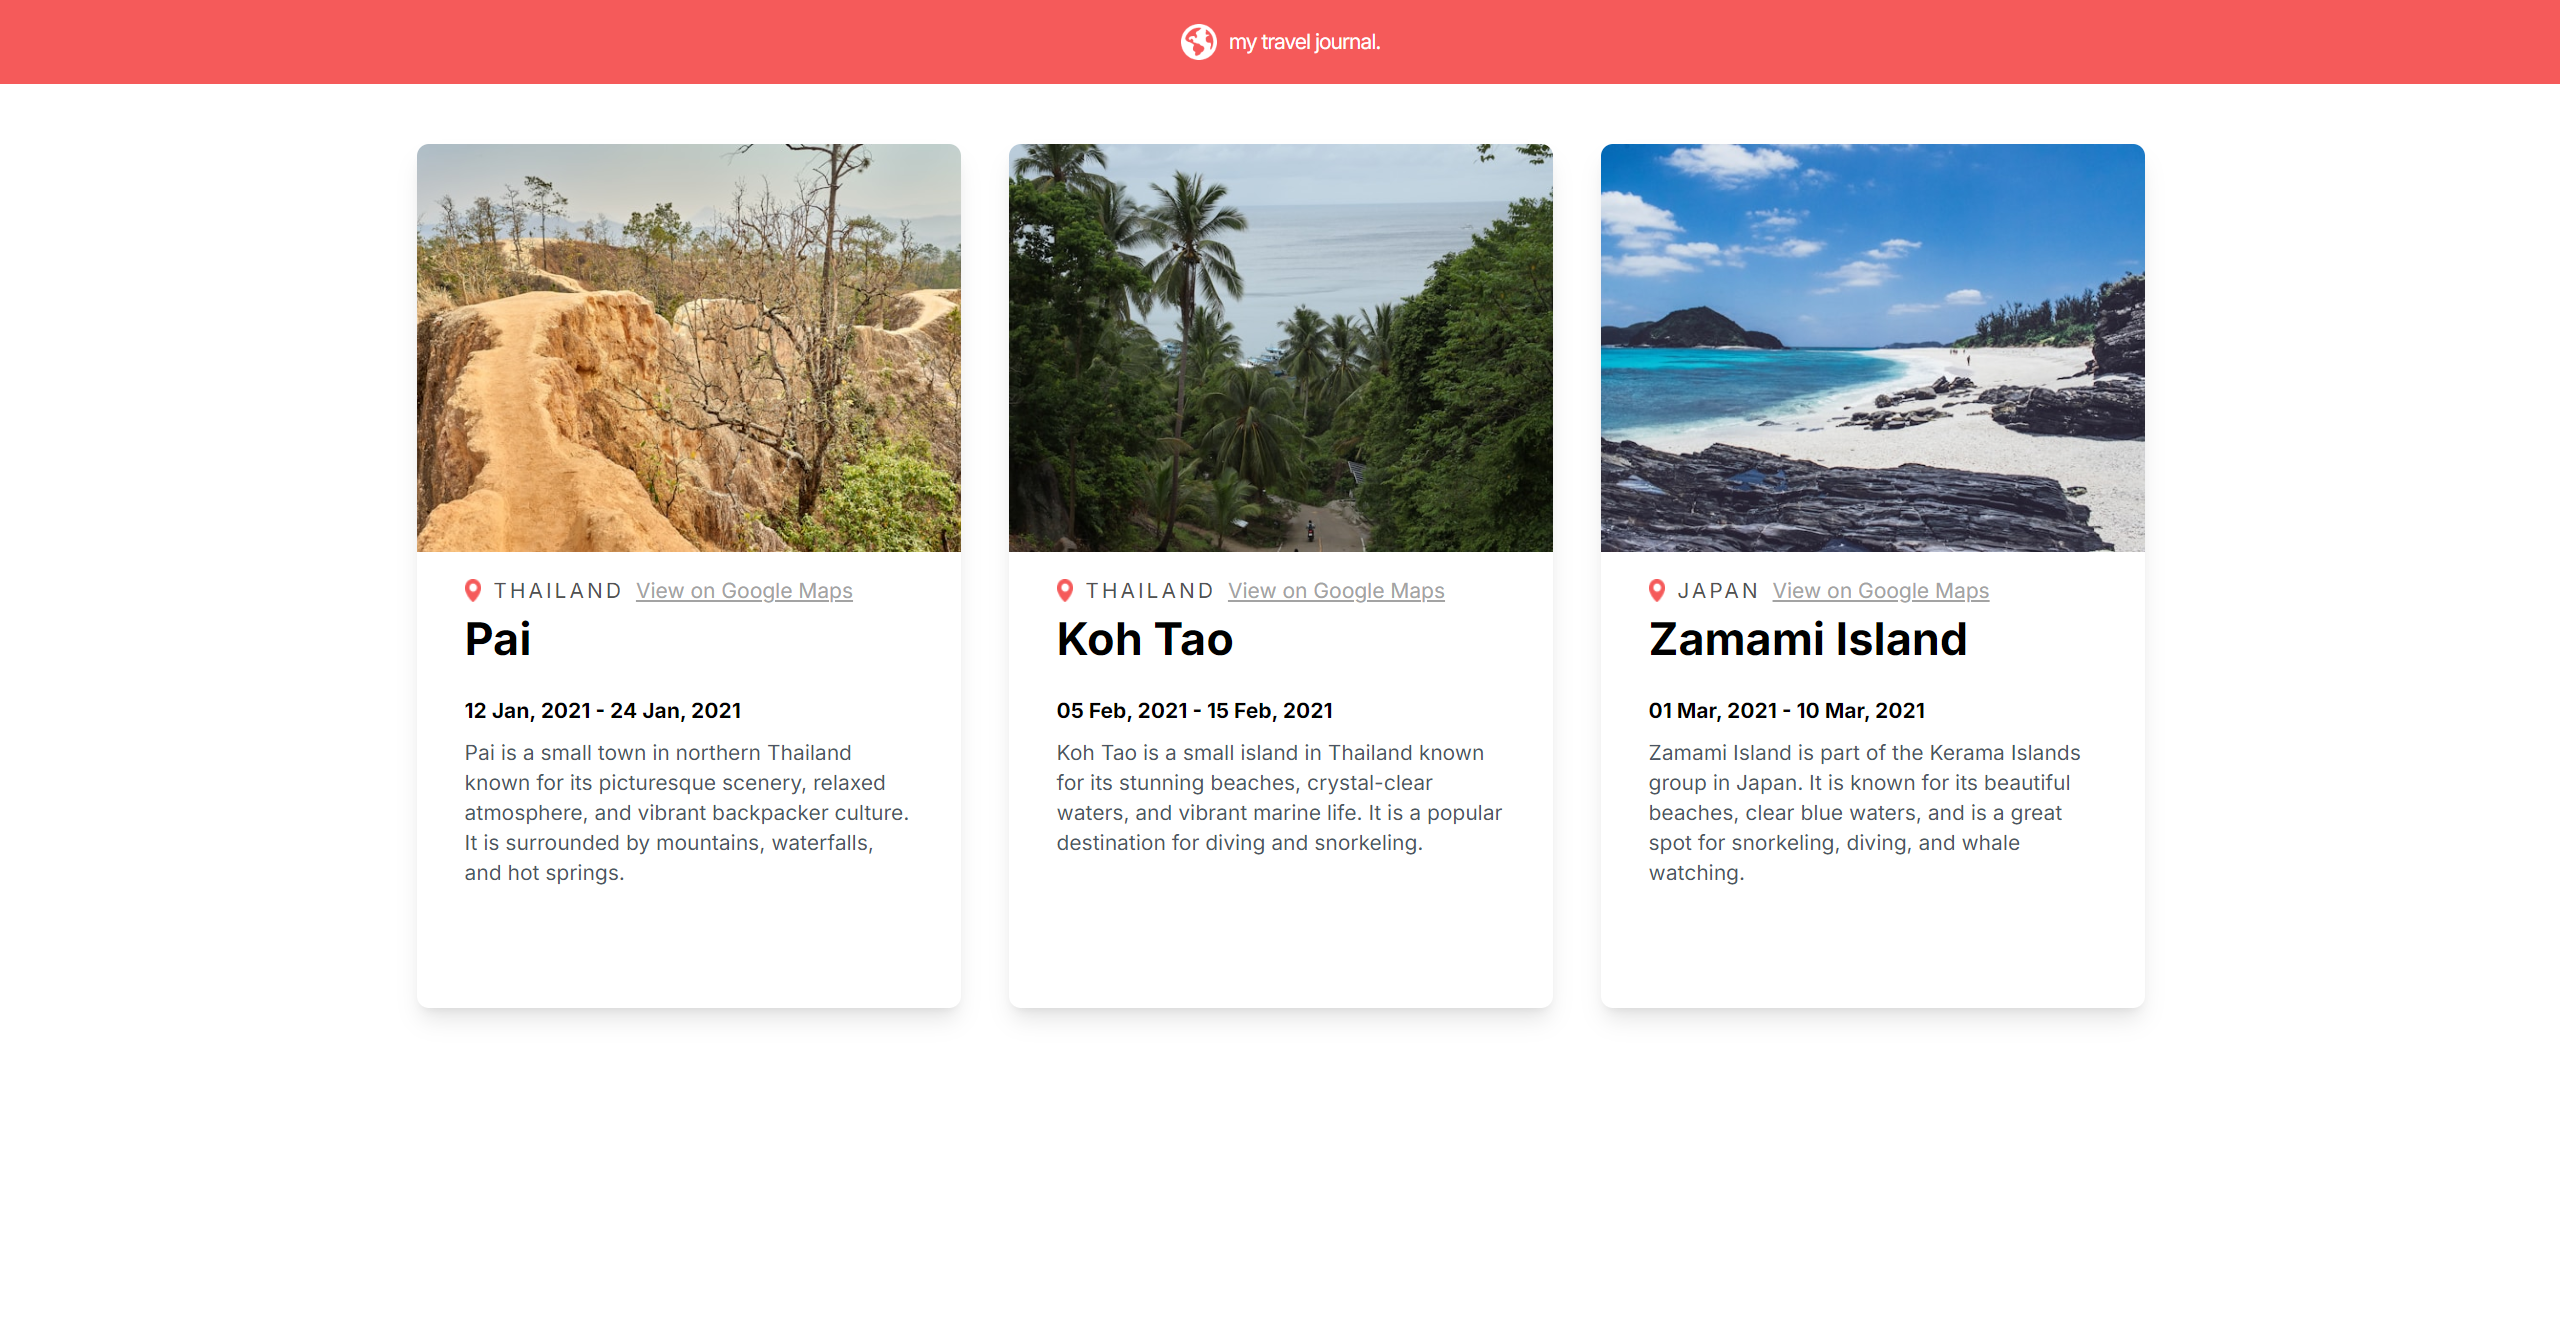 my travel journal.
THAILAND View on Google Maps
Pai
12 Jan, 2021 - 24 Jan, 2021
Pai is a small town in northern Thailand
known for its picturesque scenery, relaxed
atmosphere, and vibrant backpacker culture.
It is surrounded by mountains, waterfalls,
and hot springs.
THAILAND View on Google Maps
Koh Tao
05 Feb, 2021 - 15 Feb, 2021
Koh Tao is a small island in Thailand known
for its stunning beaches, crystal-clear
waters, and vibrant marine life. It is a popular
destination for diving and snorkeling.
JAPAN View on Google Maps
Zamami Island
01 Mar, 2021 - 10 Mar, 2021
Zamami Island is part of the Kerama Islands
group in Japan. It is known for its beautiful
beaches, clear blue waters, and is a great
spot for snorkeling, diving, and whale
watching.